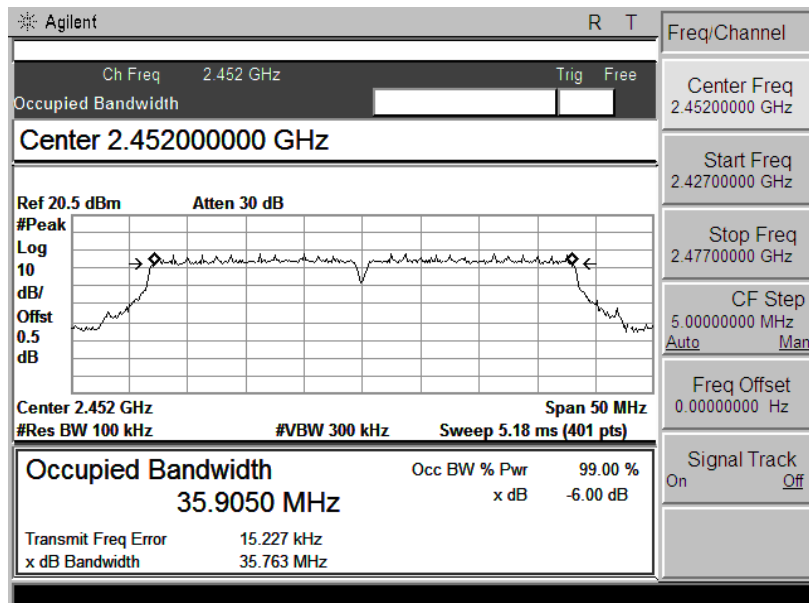 Agilent R T
Ch Freq 2.452 GHz Trig Free
Occupied Bandwidth
Center 2.452000000 GHz
Ref 20.5 dBm Atten 30 dB
#Peak
Log
10
dB/
Offst
0.5
dB
Center 2.452 GHz Span 50 MHz
#Res BW 100 kHz #VBW 300 kHz Sweep 5.18 ms (401 pts)
Occupied Bandwidth Occ BW % Pwr 99.00 %
35.9050 MHz x dB -6.00 dB
Transmit Freq Error 15.227 kHz
x dB Bandwidth 35.763 MHz
Freq/Channel
Center Freq
2.45200000 GHz
Start Freq
2.42700000 GHz
Stop Freq
2.47700000 GHz
CF Step
5.00000000 MHz
Auto Man
Freq Offset
0.00000000 Hz
Signal Track
On Off